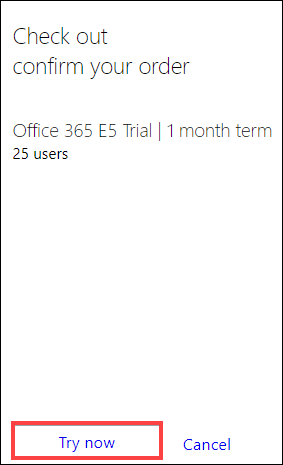 Check out
confirm your order
Office 365 E5 Trial | 1 month term
25 users
Try now
Cancel